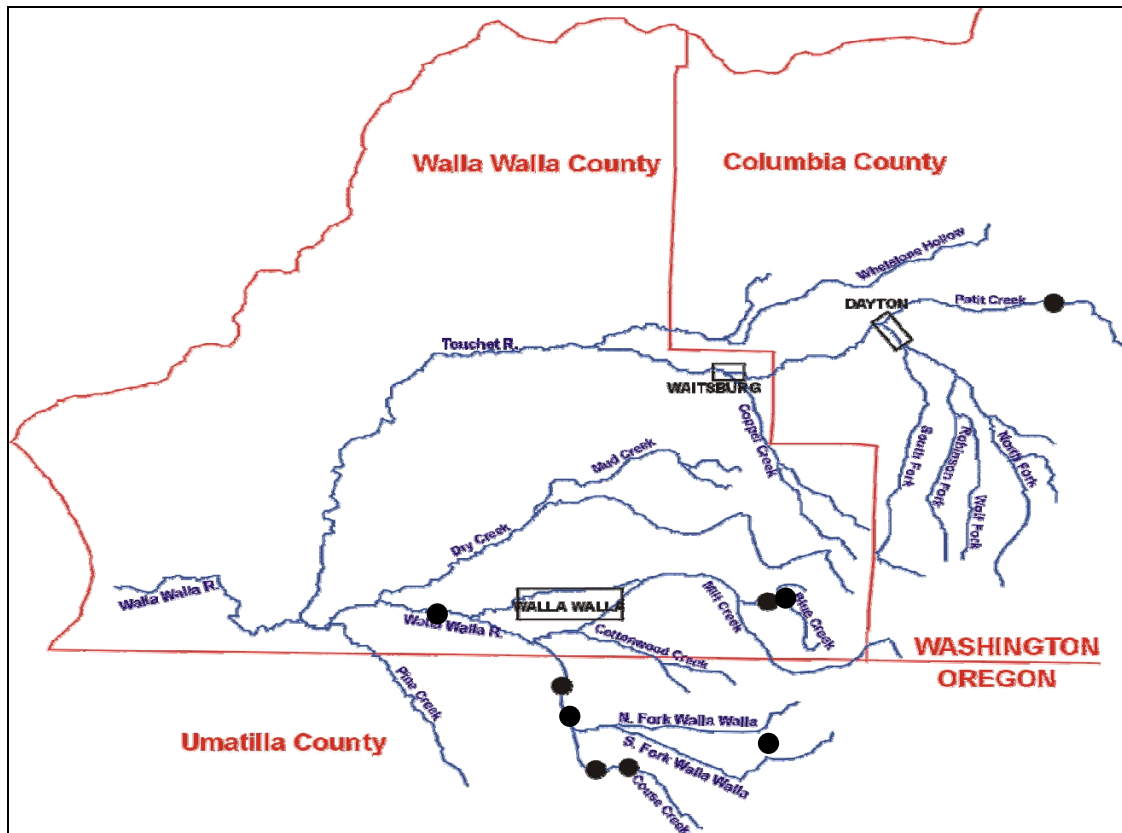 Walla Walla County
Columbia County
Whetstone Hollow
DAYTON
Patit Creek
Touchet R.
WAITSBURG
Coppei Creek
South Fork
Robinson Fork
Wolf Fork
North Fork
Mud Creek
Dry Creek
Walla Walla R.
WALLA WALLA
Walla Walla R.
Mill Creek
Blue Creek
Cottonwood Creek
WASHINGTON
OREGON
Pine Creek
Umatilla County
N. Fork Walla Walla
S. Fork Walla Walla
Couse Creek